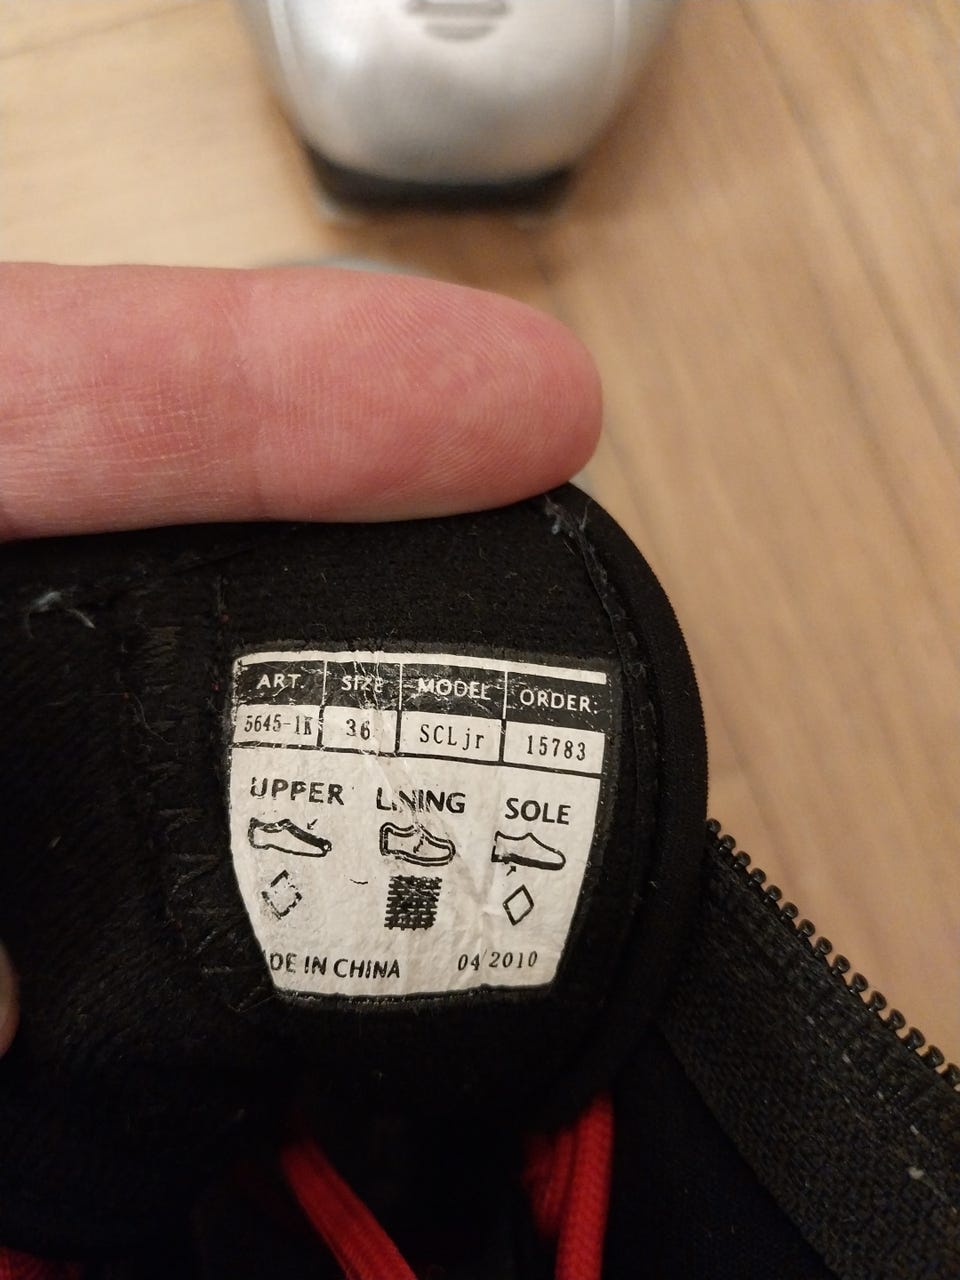 ART. SIZE MODEL ORDER.
5645-1K 36 SCLjr 15783
UPPER LINING SOLE
DE IN CHINA 04/2010